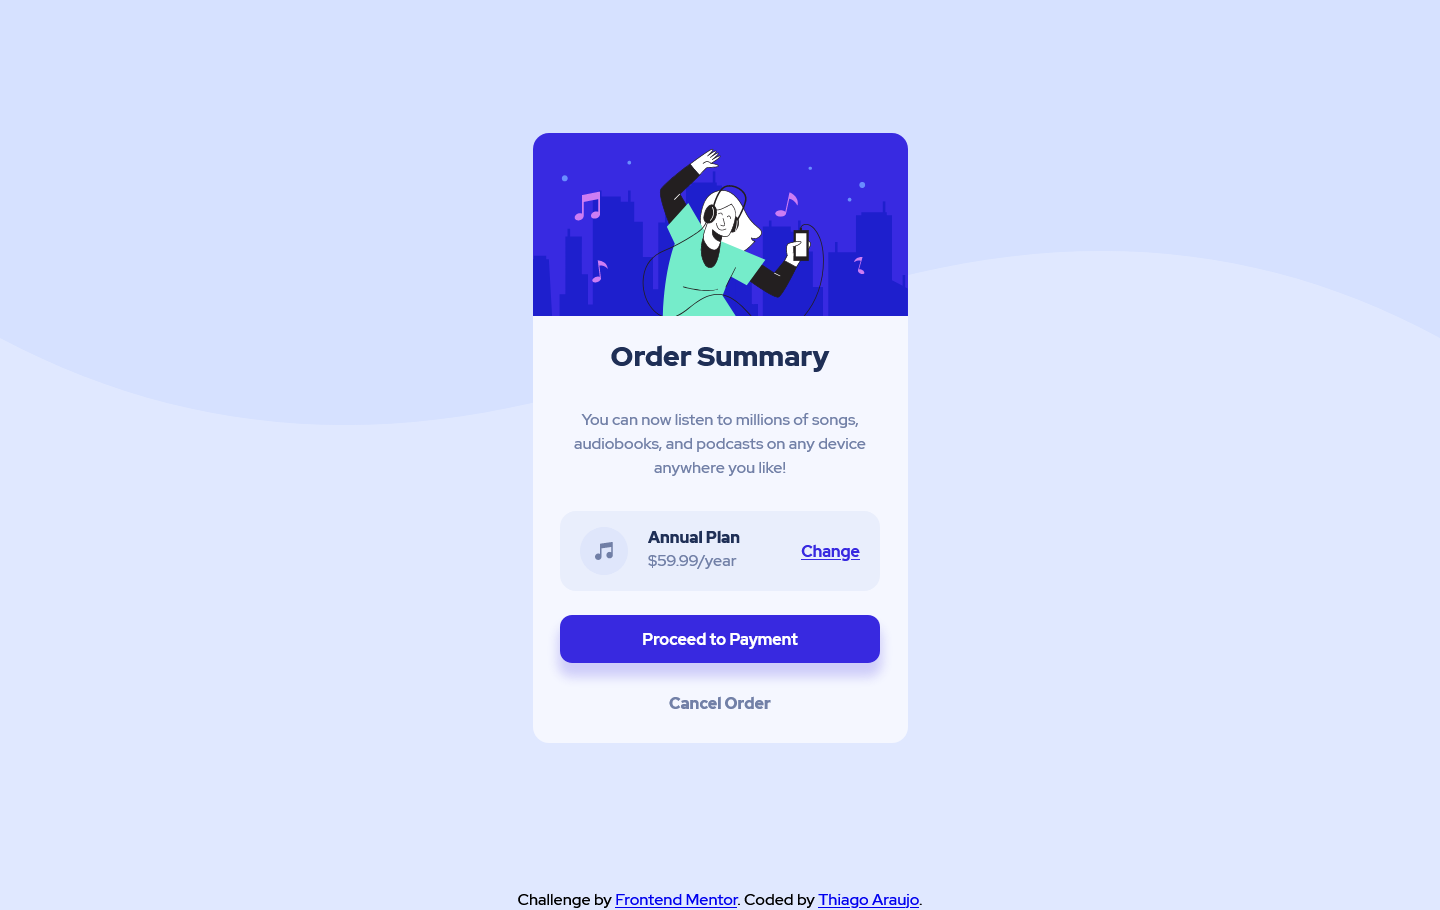 Order Summary
You can now listen to millions of songs,
audiobooks, and podcasts on any device
anywhere you like!
Annual Plan
$59.99/year
Change
Proceed to Payment
Cancel Order
Challenge by Frontend Mentor. Coded by Thiago Araujo.